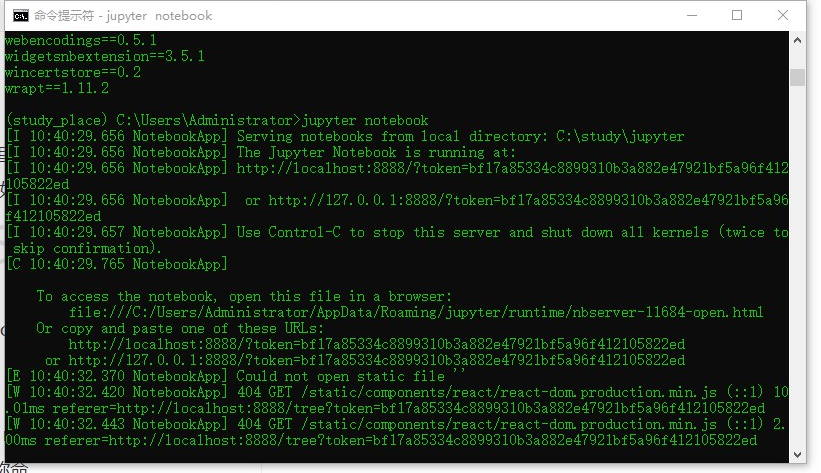 命令提示符 - jupyter notebook
webencodings==0.5.1
widgetsnbextension==3.5.1
wincertstore==0.2
wrapt==1.11.2
(study_place) C:\Users\Administrator>jupyter notebook
[I 10:40:29.656 NotebookApp] Serving notebooks from local directory: C:\study\jupyter
[I 10:40:29.656 NotebookApp] The Jupyter Notebook is running at:
[I 10:40:29.656 NotebookApp] http://localhost:8888/?token=bf17a85334c8899310b3a882e47921bf5a96f412
105822ed
[I 10:40:29.656 NotebookApp]  or http://127.0.0.1:8888/?token=bf17a85334c8899310b3a882e47921bf5a96
f412105822ed
[I 10:40:29.657 NotebookApp] Use Control-C to stop this server and shut down all kernels (twice to
 skip confirmation).
[C 10:40:29.765 NotebookApp]
    To access the notebook, open this file in a browser:
        file:///C:/Users/Administrator/AppData/Roaming/jupyter/runtime/nbserver-11684-open.html
    Or copy and paste one of these URLs:
        http://localhost:8888/?token=bf17a85334c8899310b3a882e47921bf5a96f412105822ed
     or http://127.0.0.1:8888/?token=bf17a85334c8899310b3a882e47921bf5a96f412105822ed
[E 10:40:32.370 NotebookApp] Could not open static file ''
[W 10:40:32.420 NotebookApp] 404 GET /static/components/react/react-dom.production.min.js (::1) 10
.01ms referer=http://localhost:8888/tree?token=bf17a85334c8899310b3a882e47921bf5a96f412105822ed
[W 10:40:32.443 NotebookApp] 404 GET /static/components/react/react-dom.production.min.js (::1) 2.
00ms referer=http://localhost:8888/tree?token=bf17a85334c8899310b3a882e47921bf5a96f412105822ed